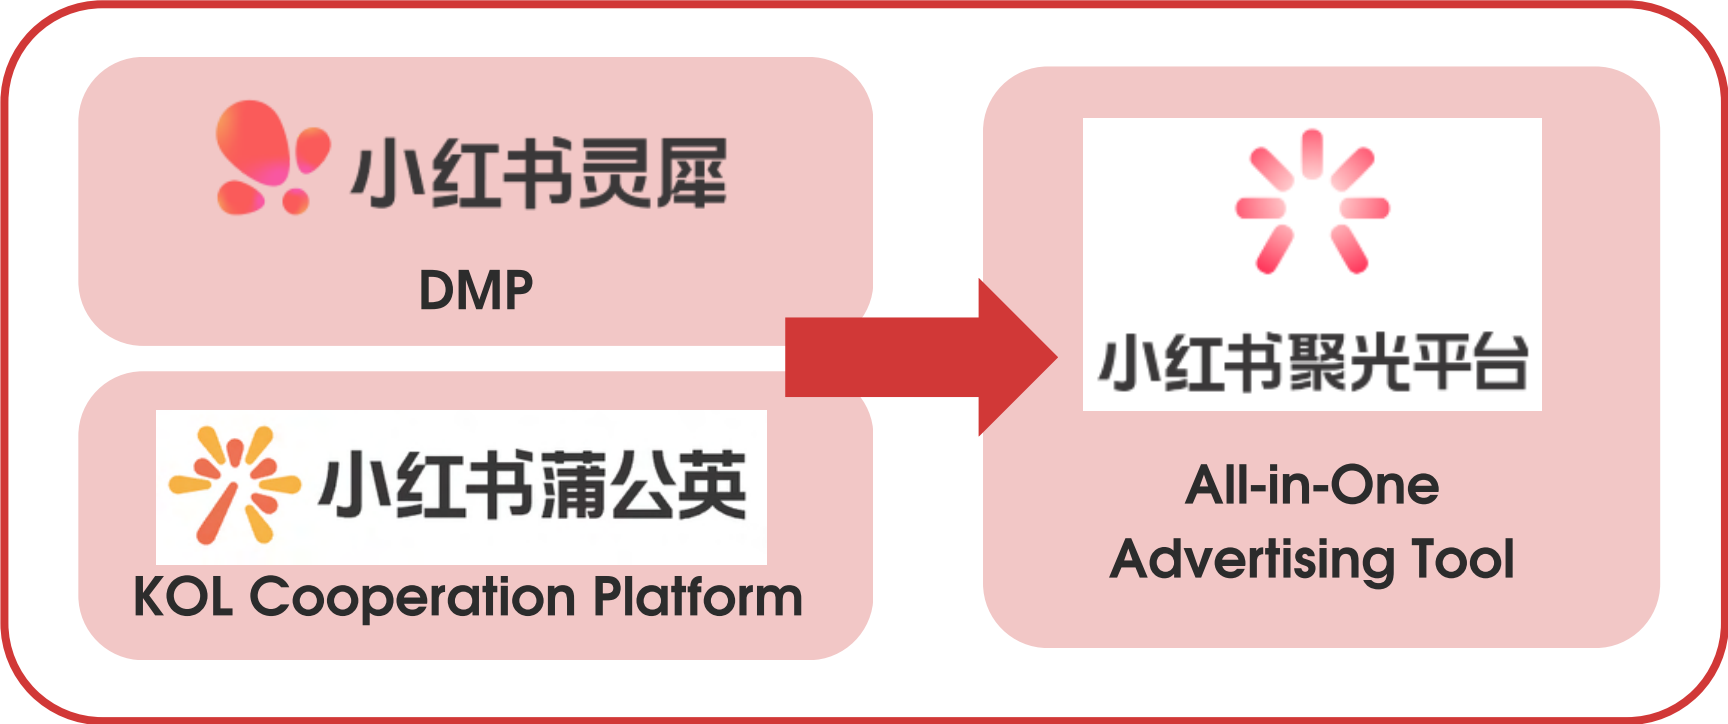 小红书灵犀
DMP
小红书蒲公英
KOL Cooperation Platform
小红书聚光平台
All-in-One
Advertising Tool